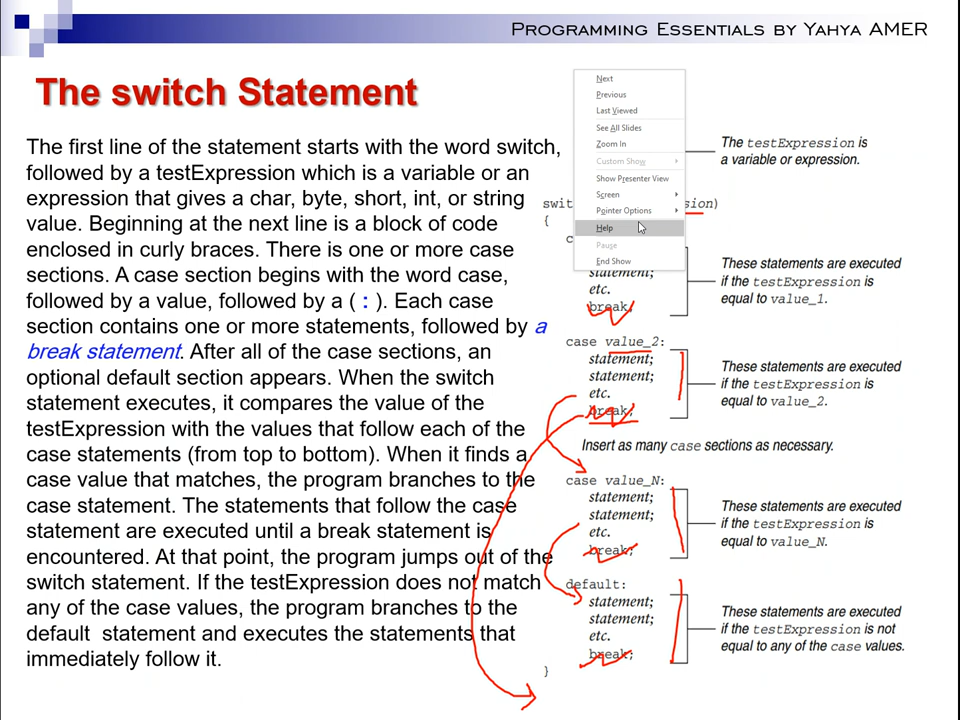 Programming Essentials by Yahya AMER
The switch Statement
The first line of the statement starts with the word switch,
followed by a testExpression which is a variable or an
expression that gives a char, byte, short, int, or string
value. Beginning at the next line is a block of code
enclosed in curly braces. There is one or more case
sections. A case section begins with the word case,
followed by a value, followed by a ( : ). Each case
section contains one or more statements, followed by a
break statement. After all of the case sections, an
optional default section appears. When the switch
statement executes, it compares the value of the
testExpression with the values that follow each of the
case statements (from top to bottom). When it finds a
case value that matches, the program branches to the
case statement. The statements that follow the case
statement are executed until a break statement is
encountered. At that point, the program jumps out of the
switch statement. If the testExpression does not match
any of the case values, the program branches to the
default statement and executes the statements that
immediately follow it.
Next
Previous
Last Viewed
See All Slides
Zoom In
Custom Show
Show Presenter View
Screen
Pointer Options
Help
Pause
End Show
The testExpression is
a variable or expression.
{
statement;
etc.
break;
These statements are executed
if the testExpression is
equal to value_1.
case value_2:
statement;
statement;
etc.
break;
These statements are executed
if the testExpression is
equal to value_2.
Insert as many case sections as necessary.
case value_N:
statement;
statement;
etc.
break;
These statements are executed
if the testExpression is
equal to value_N.
default:
statement;
statement;
etc.
break;
}
These statements are executed
if the testExpression is not
equal to any of the case values.